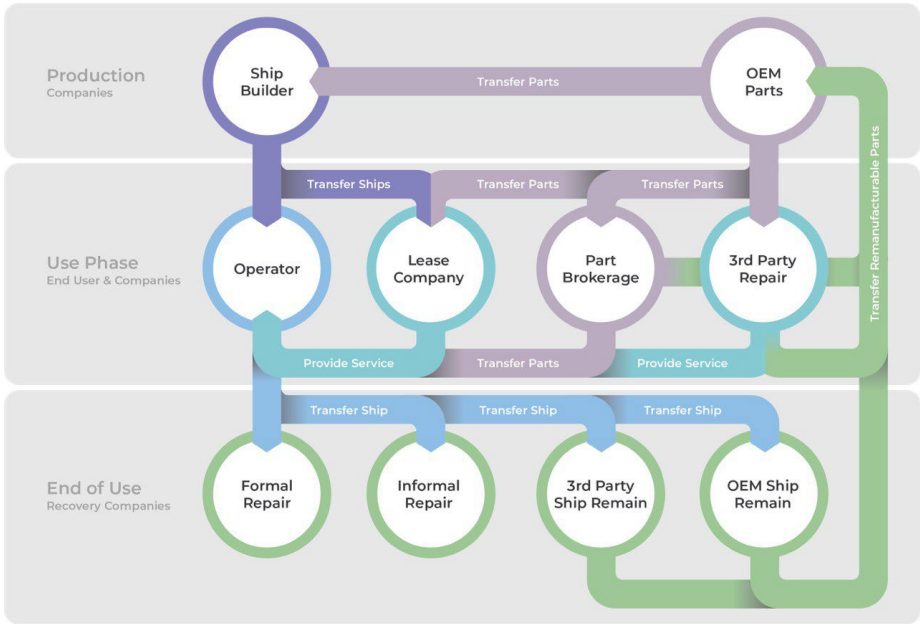 Production
Companies
Ship
Builder
Transfer Parts
OEM
Parts
Transfer Remanufacturable Parts
Use Phase
End User & Companies
Transfer Ships
Transfer Parts
Transfer Parts
Operator
Lease
Company
Part
Brokerage
3rd Party
Repair
Provide Service
Transfer Parts
Provide Service
End of Use
Recovery Companies
Transfer Ship
Transfer Ship
Transfer Ship
Formal
Repair
Informal
Repair
3rd Party
Ship Remain
OEM Ship
Remain